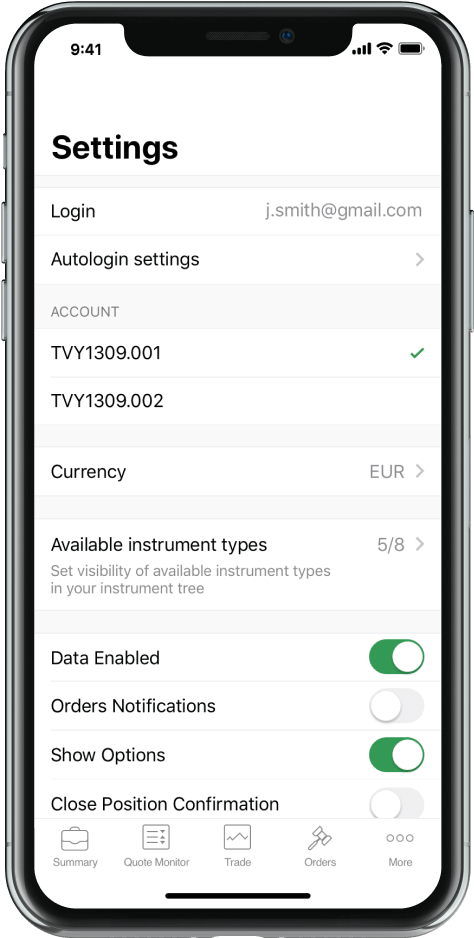 9:41
Settings
Login j.smith@gmail.com
Autologin settings
ACCOUNT
TVY1309.001
TVY1309.002
Currency EUR
Available instrument types 5/8
Set visibility of available instrument types
in your instrument tree
Data Enabled
Orders Notifications
Show Options
Close Position Confirmation
Summary Quote Monitor Trade Orders More